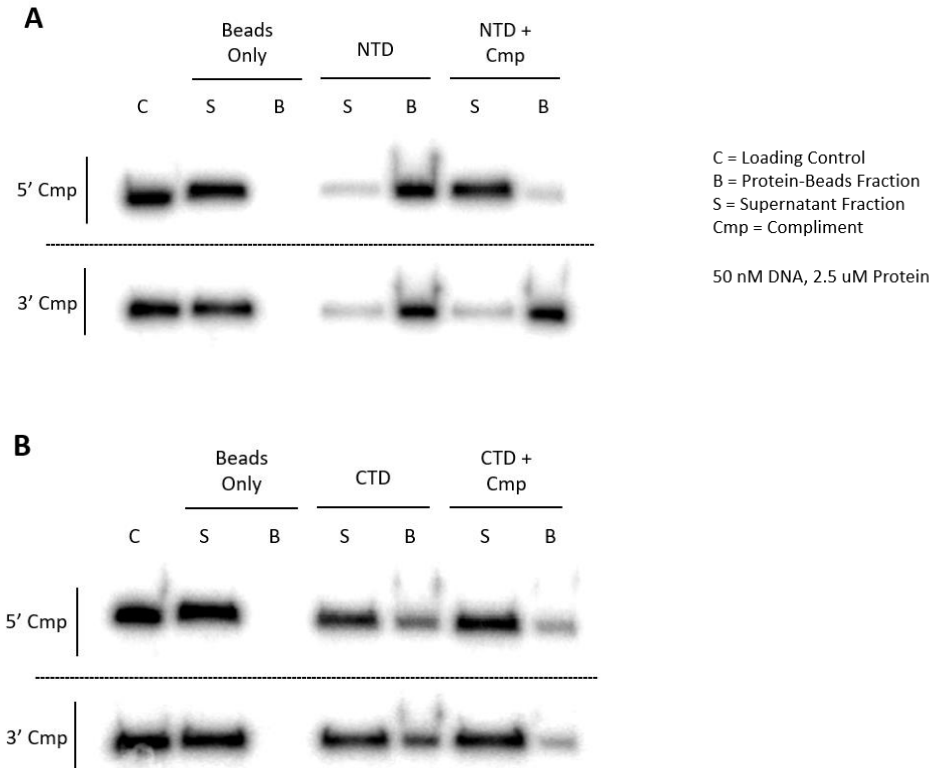 A
Beads
Only
NTD
NTD +
Cmp
C S B S B S B
5' Cmp
3' Cmp
C = Loading Control
B = Protein-Beads Fraction
S = Supernatant Fraction
Cmp = Compliment
50 nM DNA, 2.5 uM Protein
B
Beads
Only
CTD
CTD +
Cmp
C S B S B S B
5' Cmp
3' Cmp